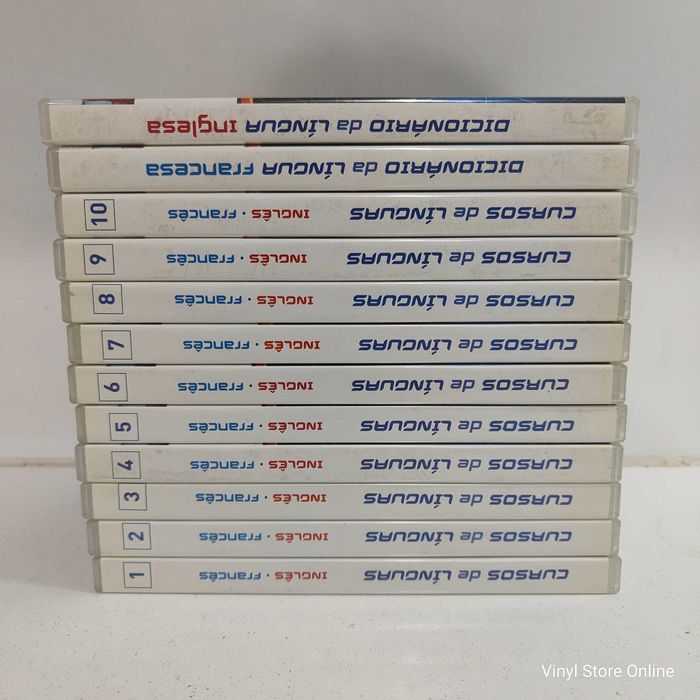 DICIONÁRIO da LÍNGUA Inglesa
DICIONÁRIO da LÍNGUA Francesa
CURSOS de LÍNGUAS INGLÊS · Francês 10
CURSOS de LÍNGUAS INGLÊS · Francês 9
CURSOS de LÍNGUAS INGLÊS · Francês 8
CURSOS de LÍNGUAS INGLÊS · Francês 7
CURSOS de LÍNGUAS INGLÊS · Francês 6
CURSOS de LÍNGUAS INGLÊS · Francês 5
CURSOS de LÍNGUAS INGLÊS · Francês 4
CURSOS de LÍNGUAS INGLÊS · Francês 3
CURSOS de LÍNGUAS INGLÊS · Francês 2
CURSOS de LÍNGUAS INGLÊS · Francês 1
Vinyl Store Online